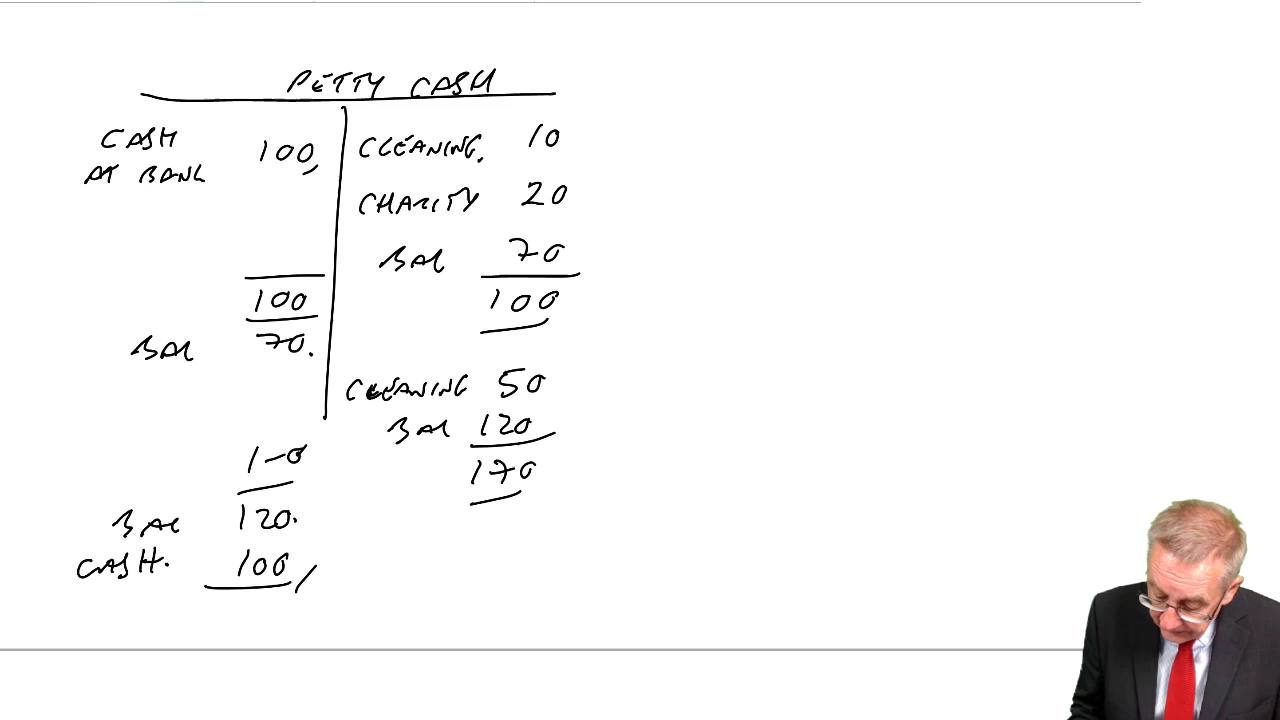 PETTY CASH
CASH AT BANK 100
CLEANING. 10
CHARITY 20
BAL 70
100
100
BAL 70.
CLEANING 50
BAL 120
170
BAL 120.
CASH. 100